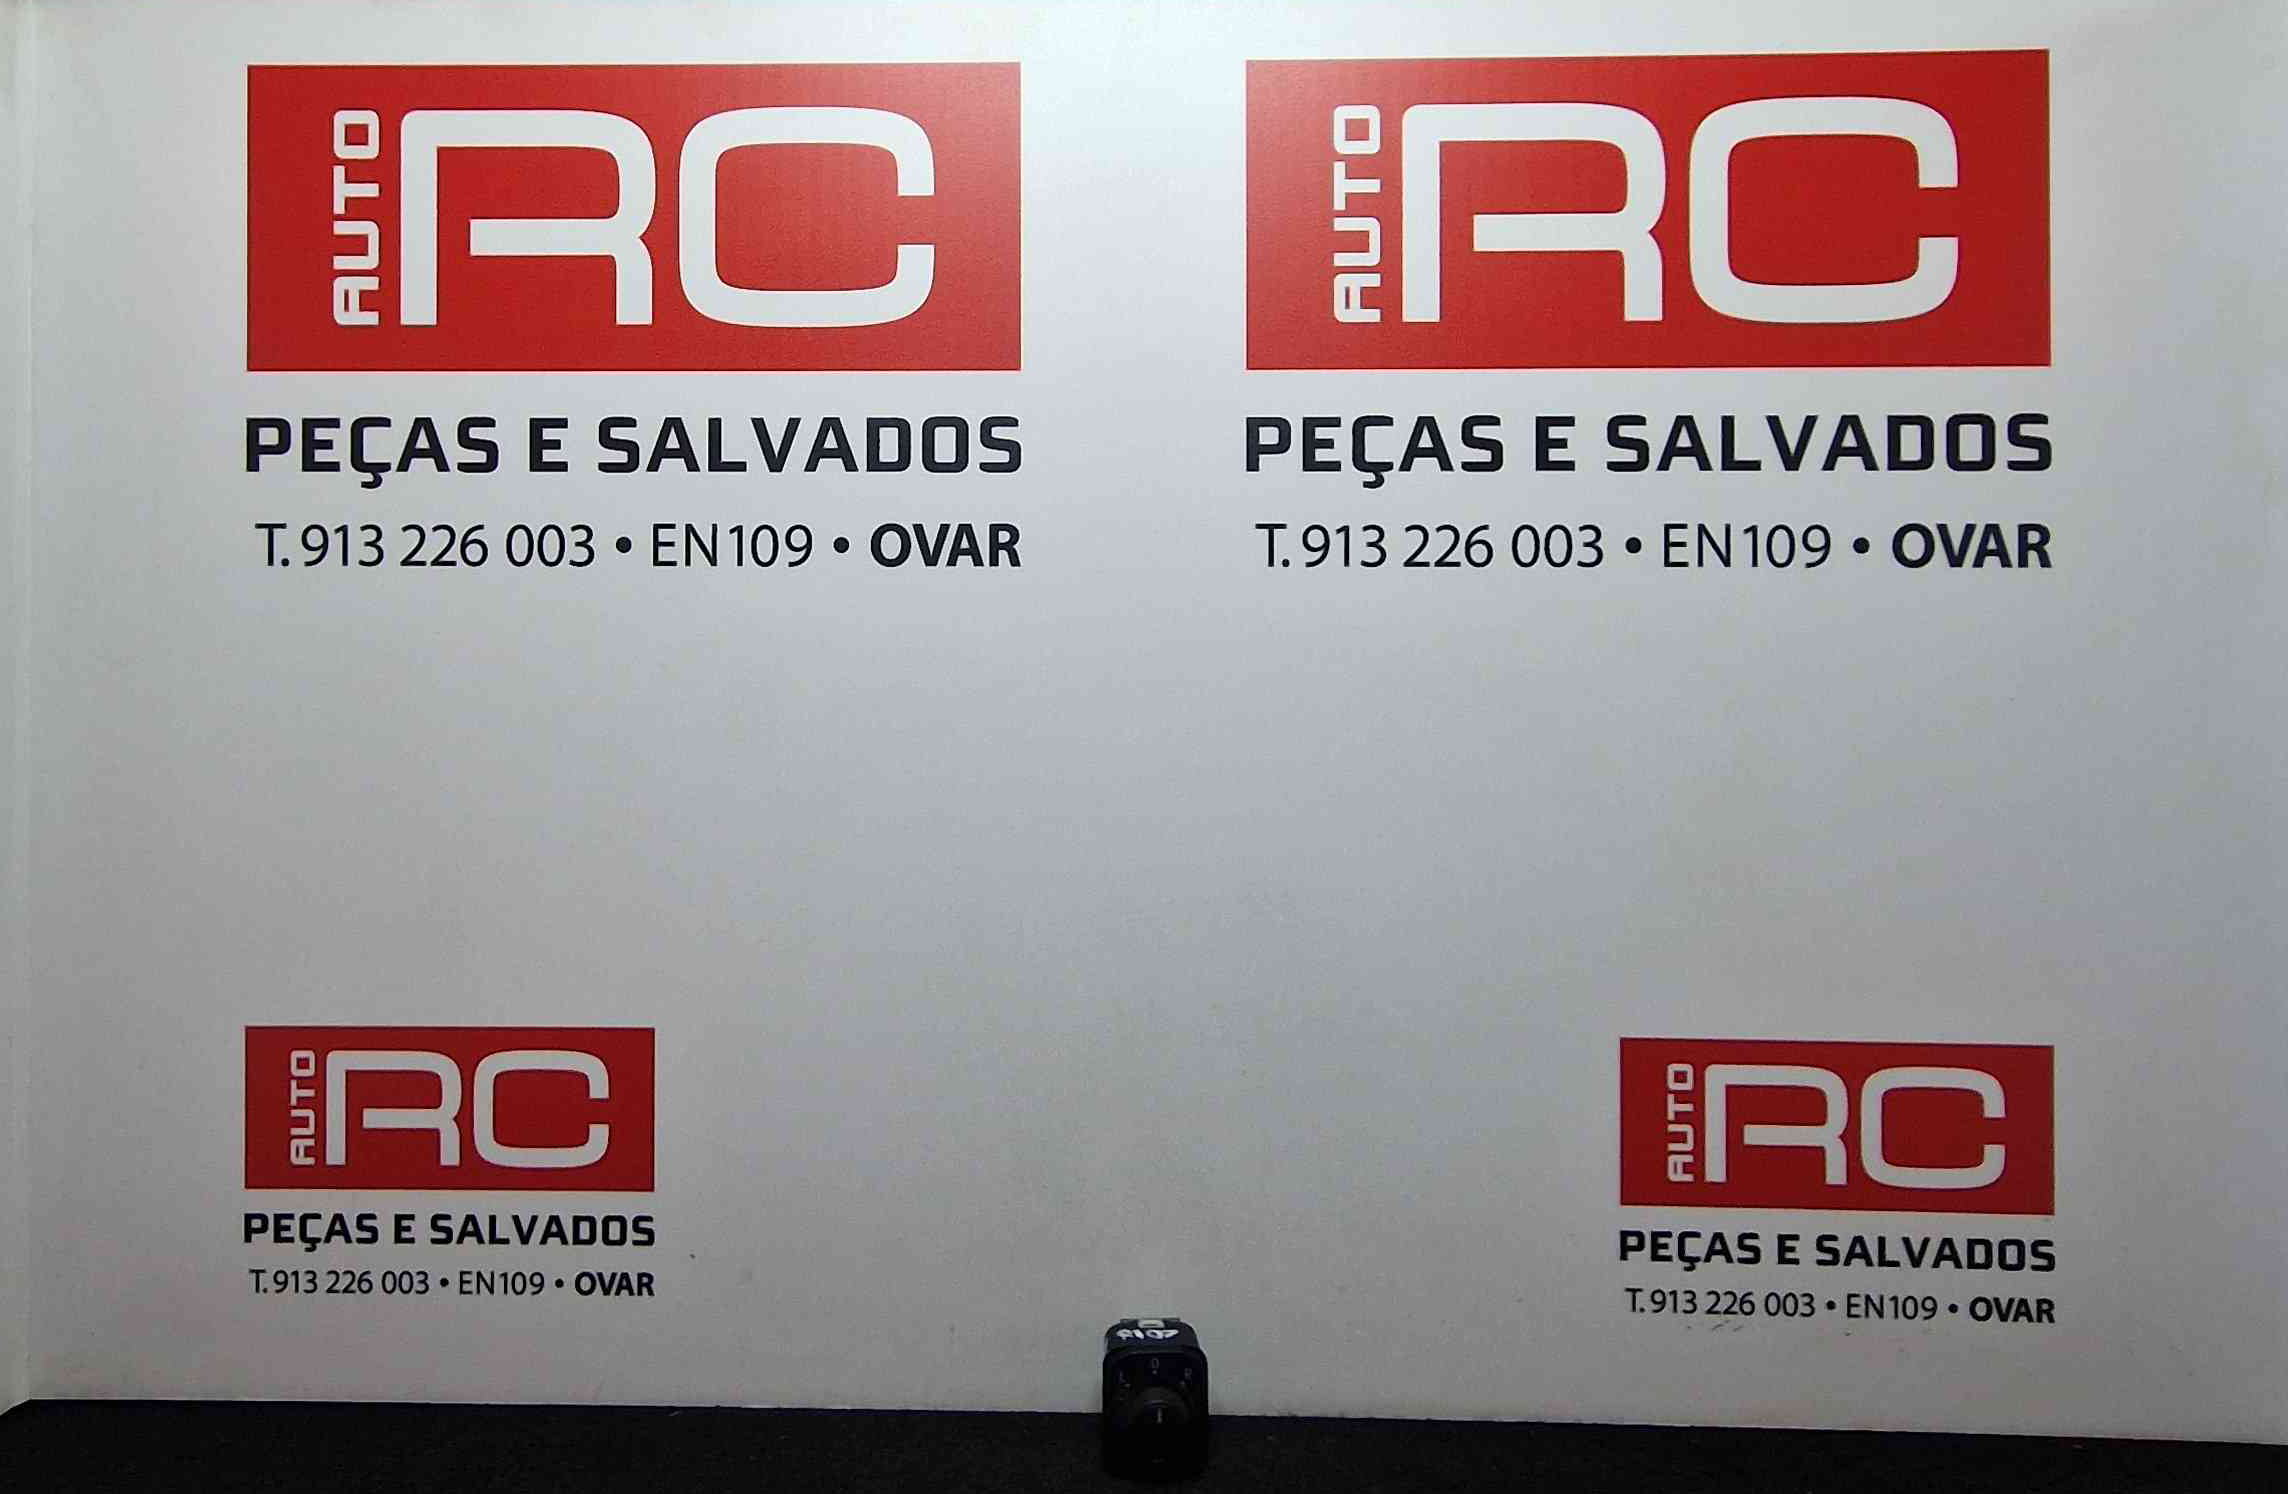 AUTO RC
PEÇAS E SALVADOS
T. 913 226 003 • EN109 • OVAR
AUTO RC
PEÇAS E SALVADOS
T. 913 226 003 • EN109 • OVAR
AUTO RC
PEÇAS E SALVADOS
T. 913 226 003 • EN109 • OVAR
AUTO RC
PEÇAS E SALVADOS
T. 913 226 003 • EN109 • OVAR
0
L R